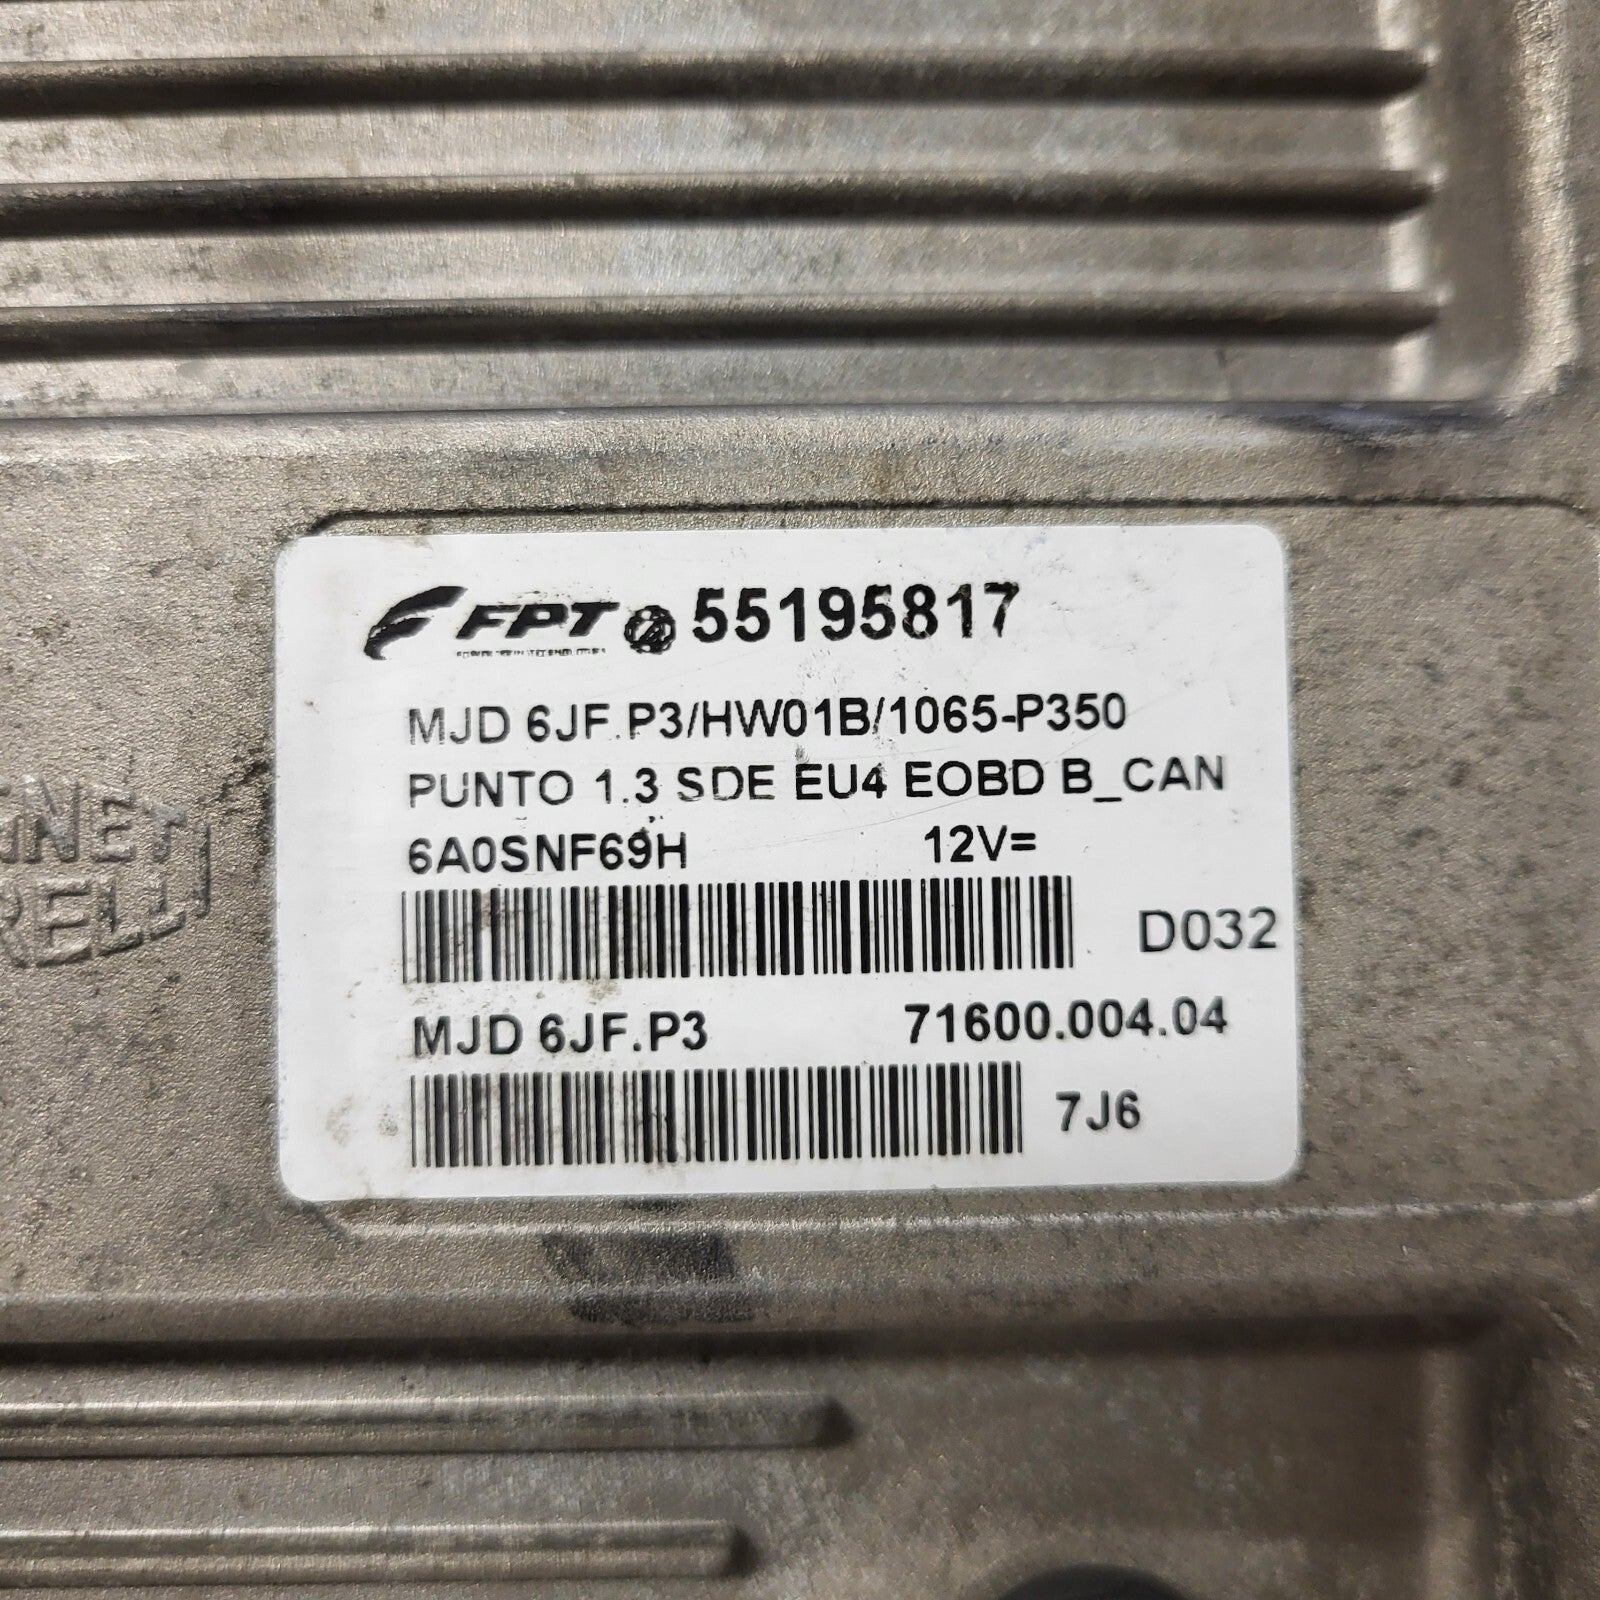 FPT 55195817
MJD 6JF.P3/HW01B/1065-P350
PUNTO 1.3 SDE EU4 EOBD B_CAN
6A0SNF69H 12V=
D032
MJD 6JF.P3 71600.004.04
7J6